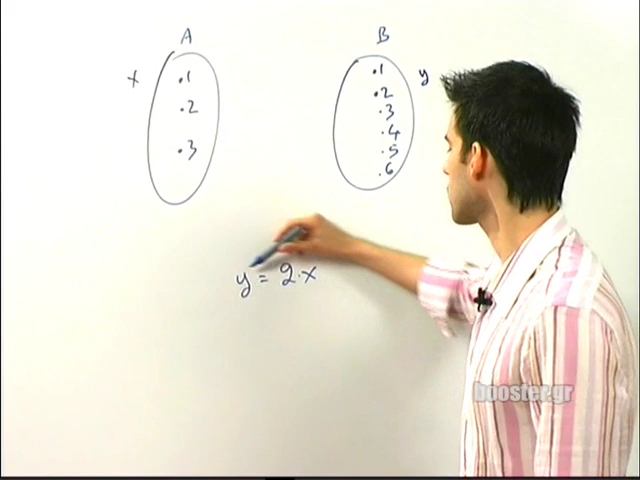 A
B
x
y
.1
.2
.3
.1
.2
.3
.4
.5
.6
y = 2·x
booster.gr